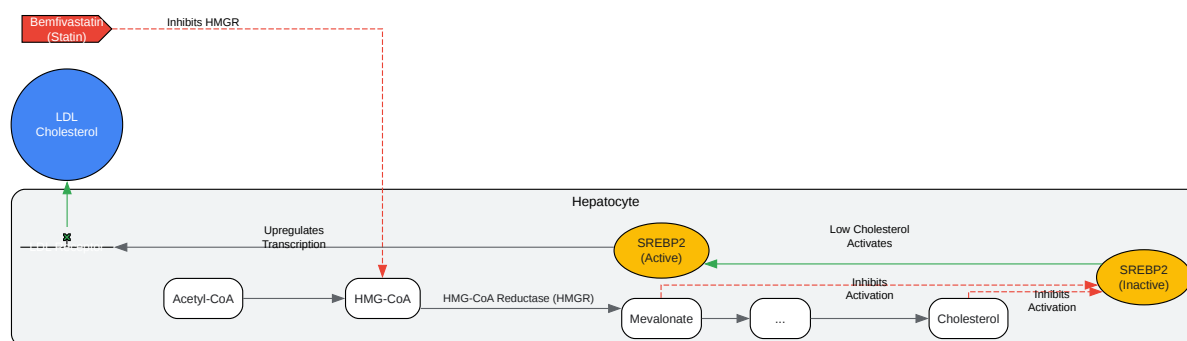 Bemfivastatin
(Statin)
Inhibits HMGR
LDL
Cholesterol
Hepatocyte
Upregulates
Transcription
SREBP2
(Active)
Low Cholesterol
Activates
SREBP2
(Inactive)
Acetyl-CoA
HMG-CoA
HMG-CoA Reductase (HMGR)
Mevalonate
...
Cholesterol
Inhibits
Activation
Inhibits
Activation